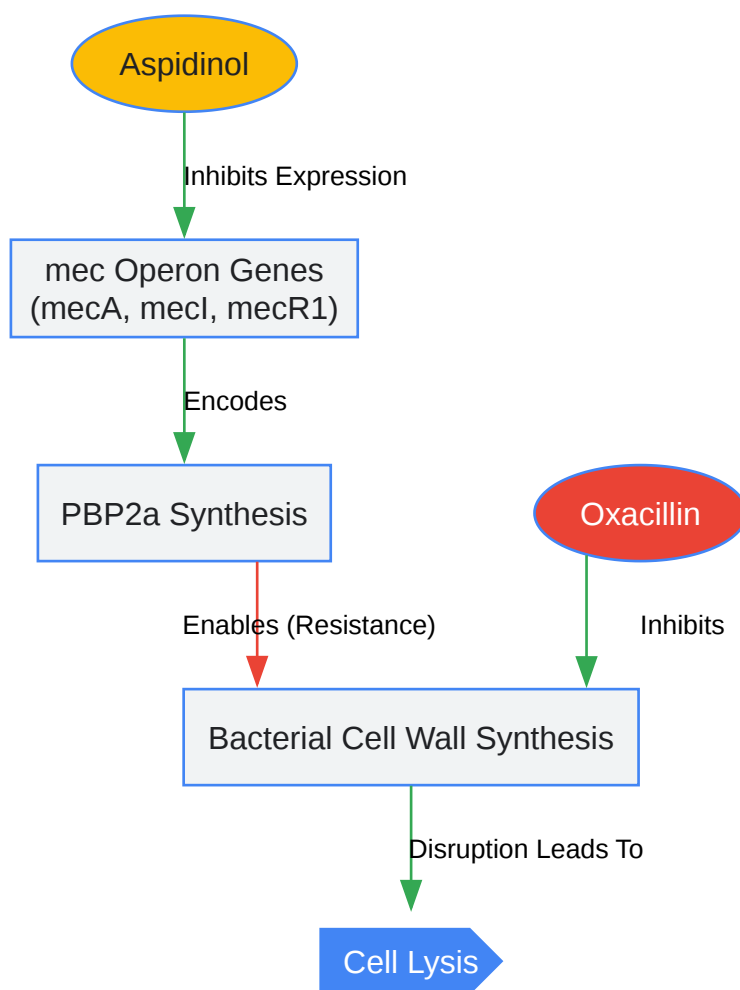 Aspidinol
Inhibits Expression
mec Operon Genes
(mecA, mecI, mecR1)
Encodes
PBP2a Synthesis
Oxacillin
Enables (Resistance)
Inhibits
Bacterial Cell Wall Synthesis
Disruption Leads To
Cell Lysis